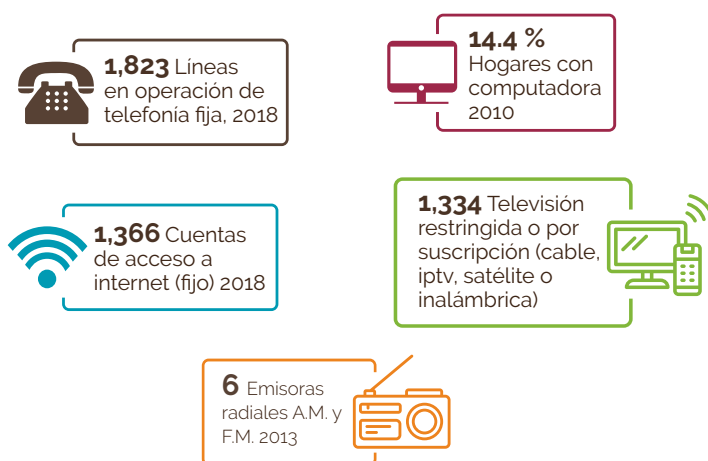 1,823 Líneas
en operación de
telefonía fija, 2018
14.4 %
Hogares con
computadora
2010
1,366 Cuentas
de acceso a
internet (fijo) 2018
1,334 Televisión
restringida o por
suscripción (cable,
iptv, satélite o
inalámbrica)
6 Emisoras
radiales A.M. y
F.M. 2013